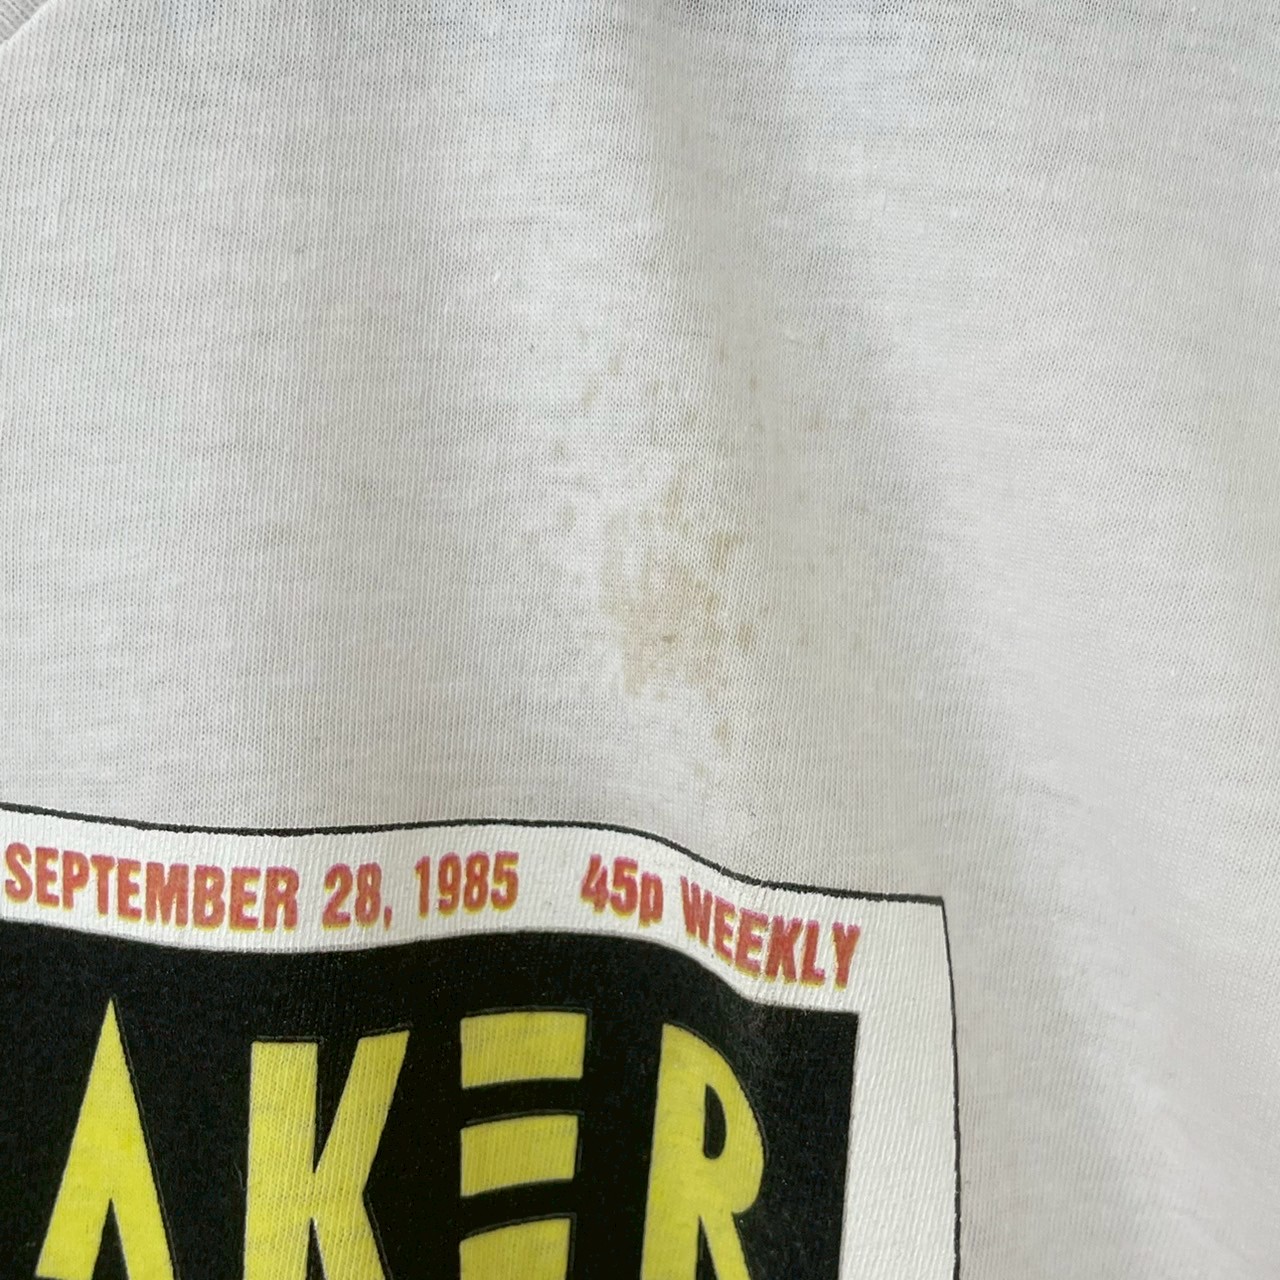 SEPTEMBER 28, 1985 45p WEEKLY
AKER